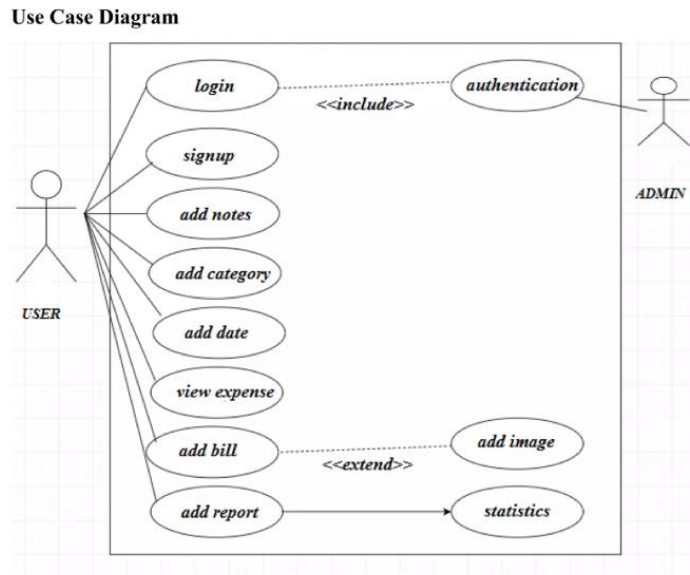 Use Case Diagram
login
authentication
<<include>>
signup
ADMIN
add notes
add category
USER
add date
view expense
add bill
add image
<<extend>>
add report
statistics